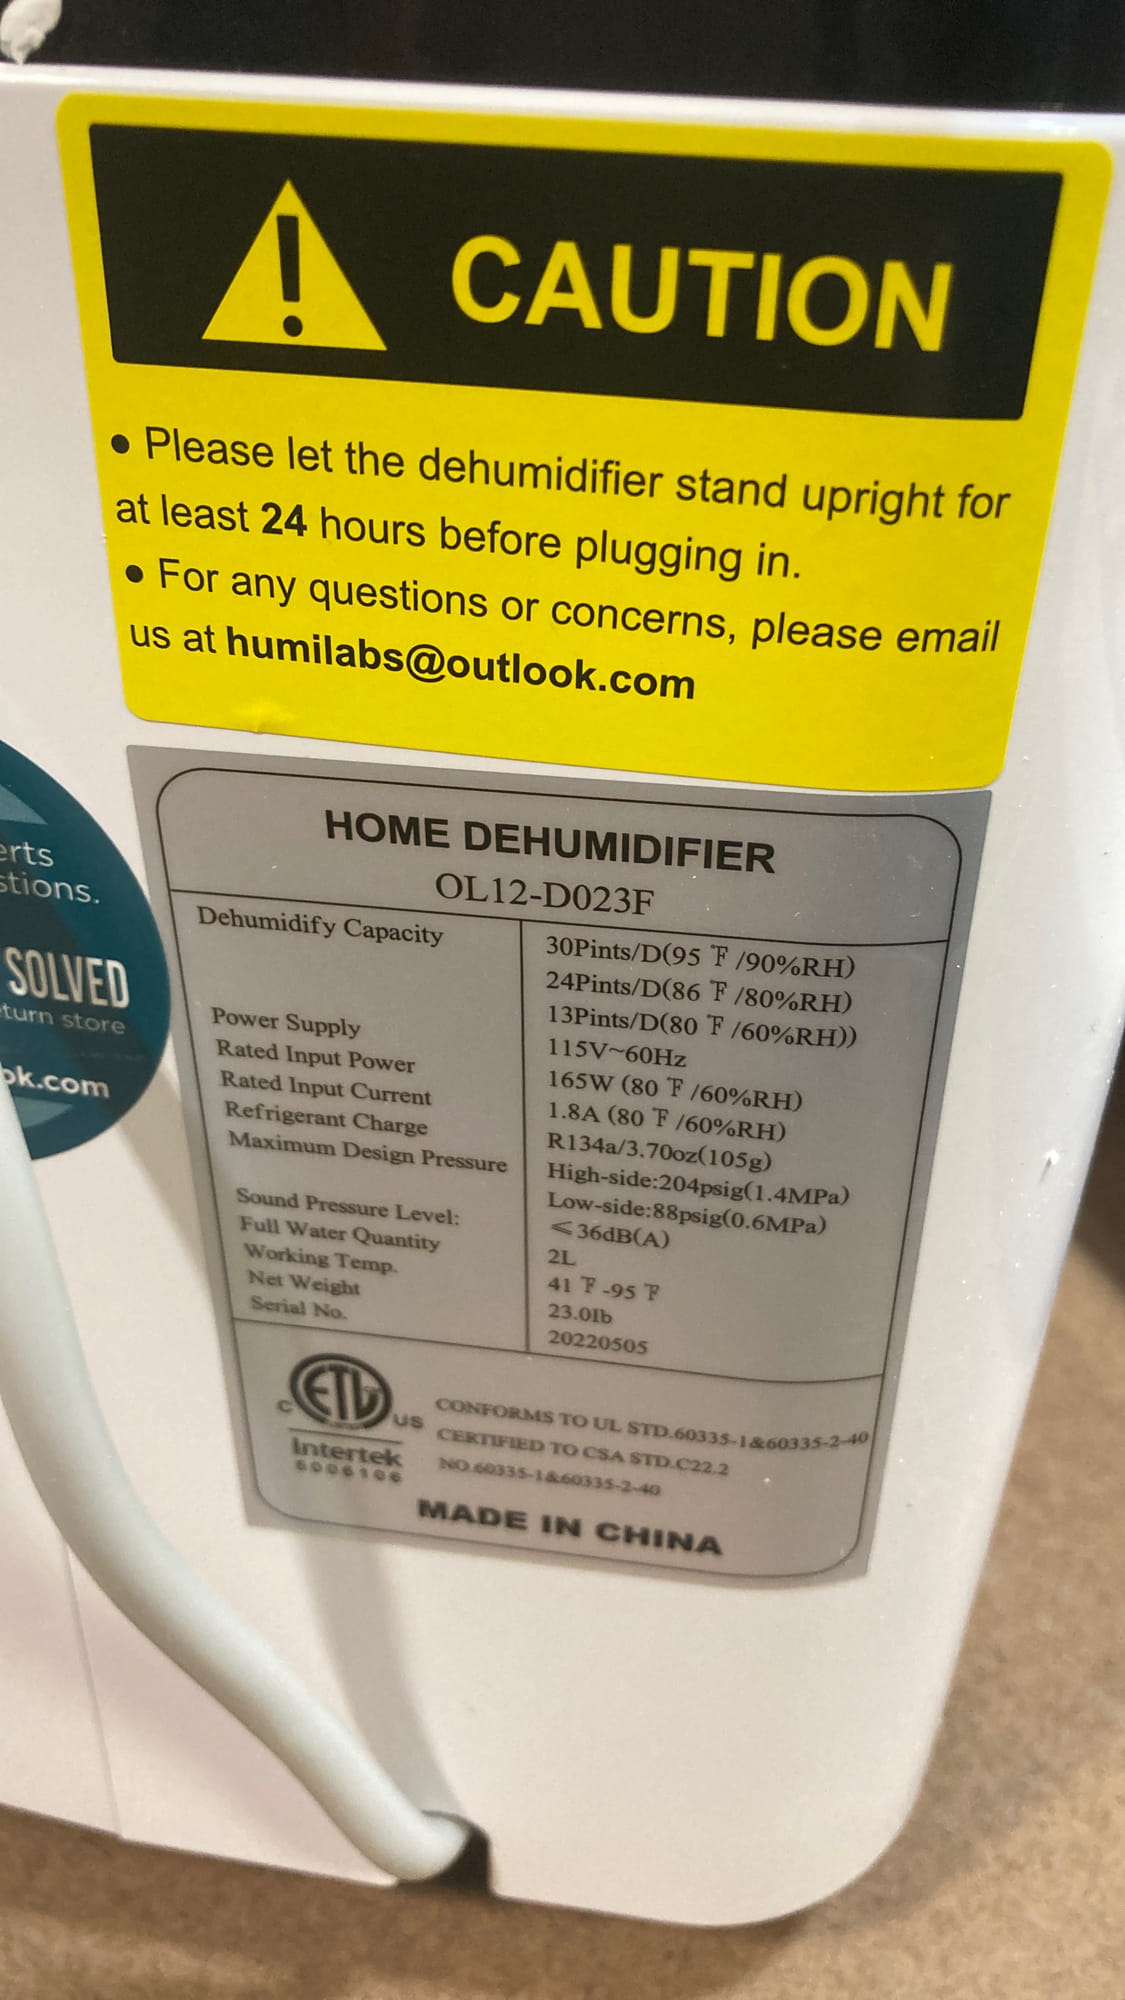 CAUTION
• Please let the dehumidifier stand upright for
at least 24 hours before plugging in.
• For any questions or concerns, please email
us at humilabs@outlook.com
erts
stions.
SOLVED
turn store
ok.com
HOME DEHUMIDIFIER
OL12-D023F
Dehumidify Capacity 30Pints/D(95 ℉ /90%RH)
24Pints/D(86 ℉ /80%RH)
13Pints/D(80 ℉ /60%RH))
Power Supply 115V~60Hz
Rated Input Power 165W (80 ℉ /60%RH)
Rated Input Current 1.8A (80 ℉ /60%RH)
Refrigerant Charge R134a/3.70oz(105g)
Maximum Design Pressure High-side:204psig(1.4MPa)
Low-side:88psig(0.6MPa)
Sound Pressure Level: ≤36dB(A)
Full Water Quantity 2L
Working Temp. 41 ℉ -95 ℉
Net Weight 23.0Ib
Serial No. 20220505
C ETL US
Intertek
5006106
CONFORMS TO UL STD.60335-1&60335-2-40
CERTIFIED TO CSA STD.C22.2
NO.60335-1&60335-2-40
MADE IN CHINA